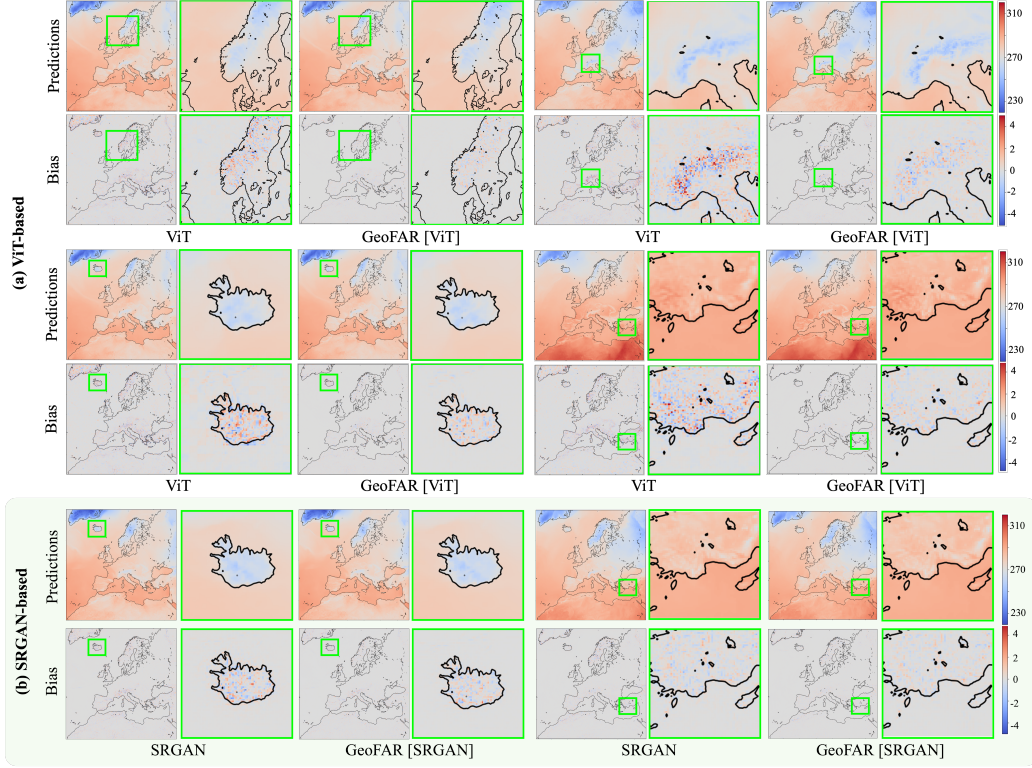 (a) ViT-based
Predictions
310
270
230
Bias
4
2
0
-2
-4
ViT
GeoFAR [ViT]
ViT
GeoFAR [ViT]
Predictions
310
270
230
Bias
4
2
0
-2
-4
ViT
GeoFAR [ViT]
ViT
GeoFAR [ViT]
(b) SRGAN-based
Predictions
310
270
230
Bias
4
2
0
-2
-4
SRGAN
GeoFAR [SRGAN]
SRGAN
GeoFAR [SRGAN]